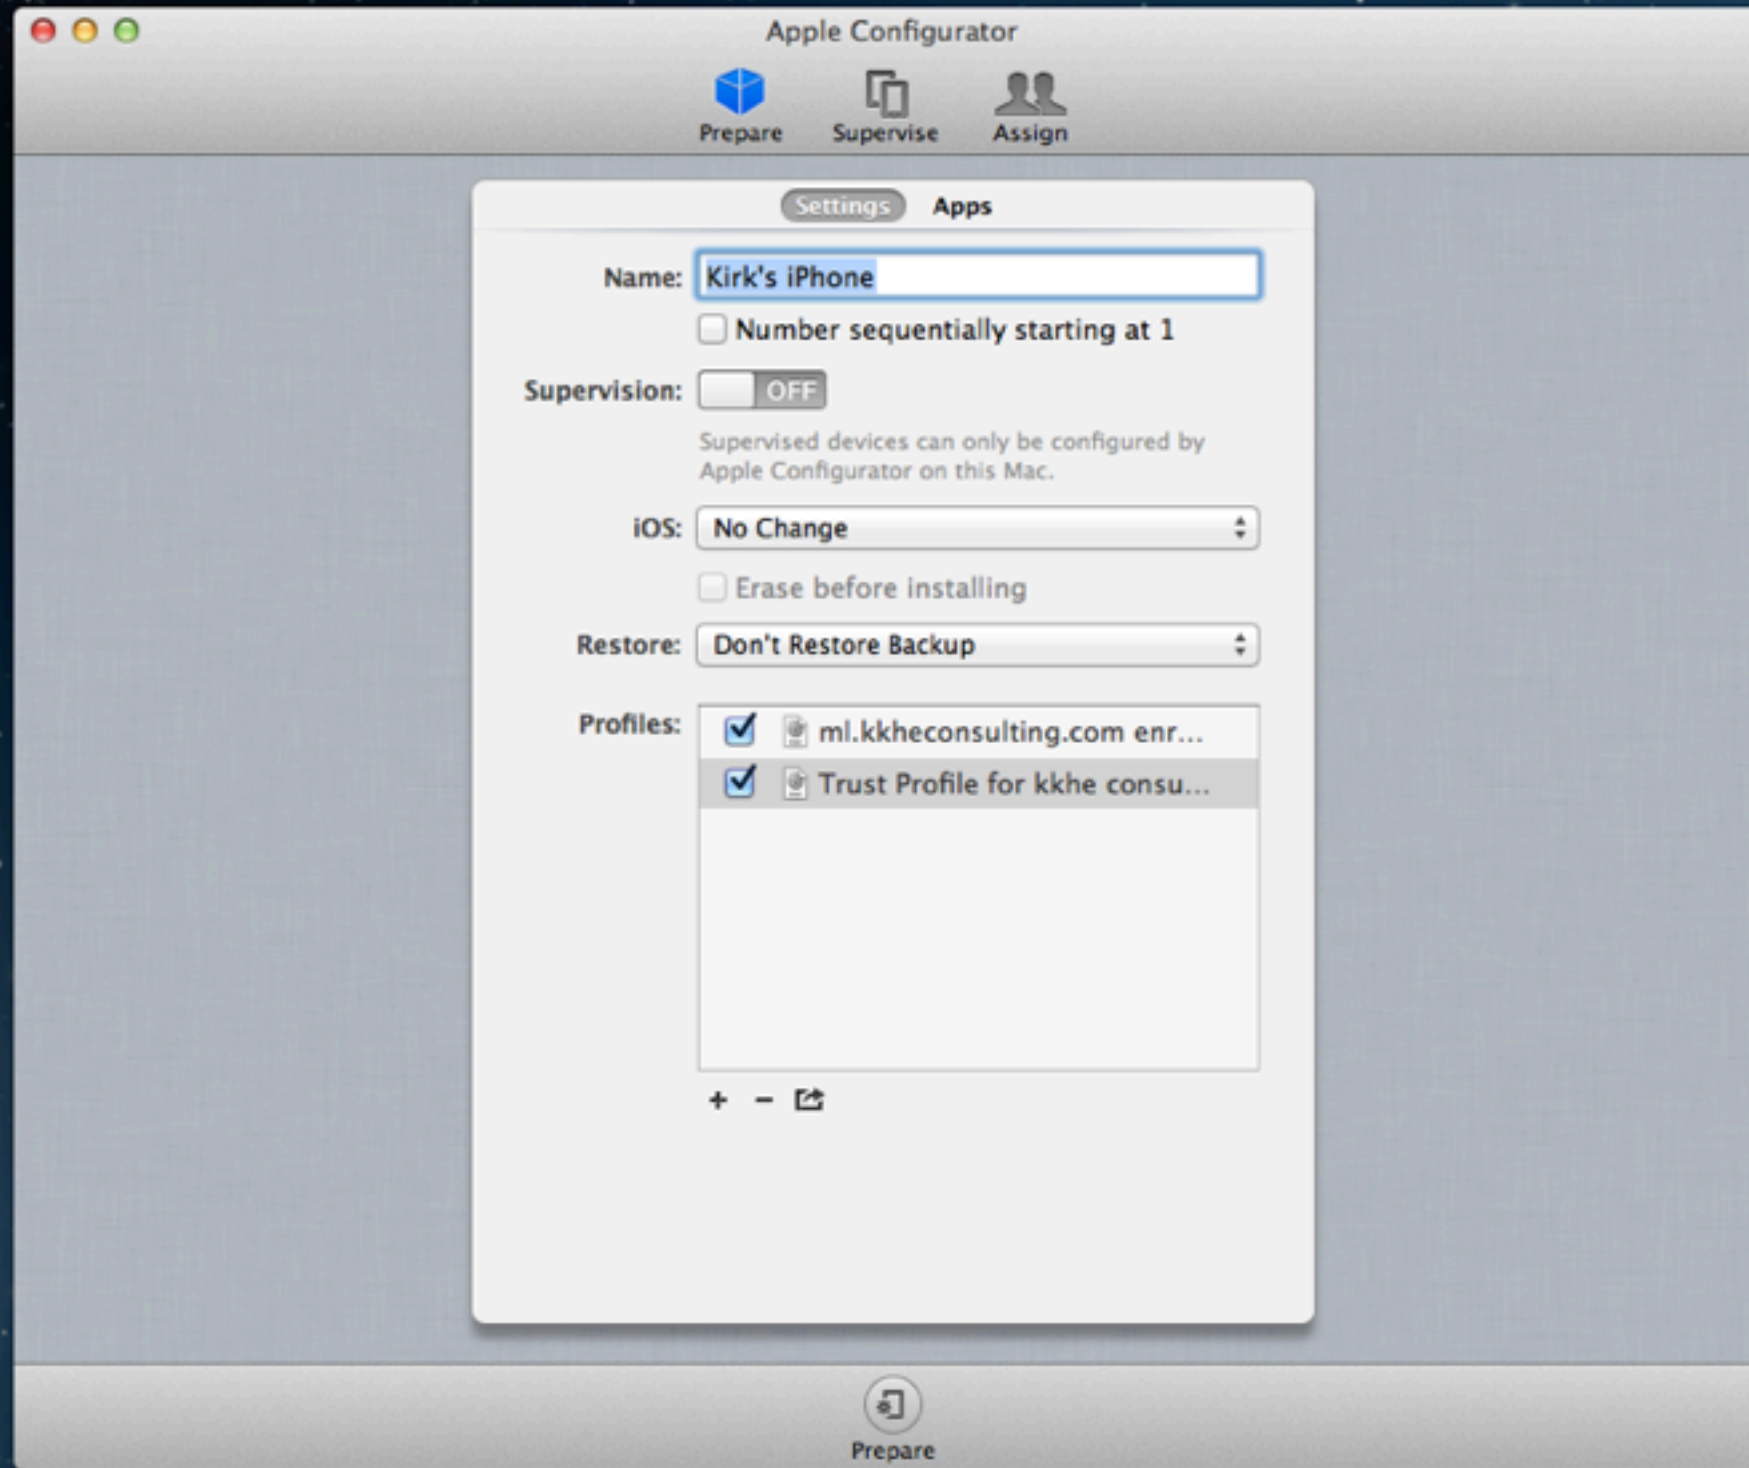 Apple Configurator
Prepare
Supervise
Assign
Settings
Apps
Name: Kirk's iPhone
Number sequentially starting at 1
Supervision: OFF
Supervised devices can only be configured by
Apple Configurator on this Mac.
iOS: No Change
Erase before installing
Restore: Don't Restore Backup
Profiles: ml.kkheconsulting.com enr...
Trust Profile for kkhe consu...
Prepare